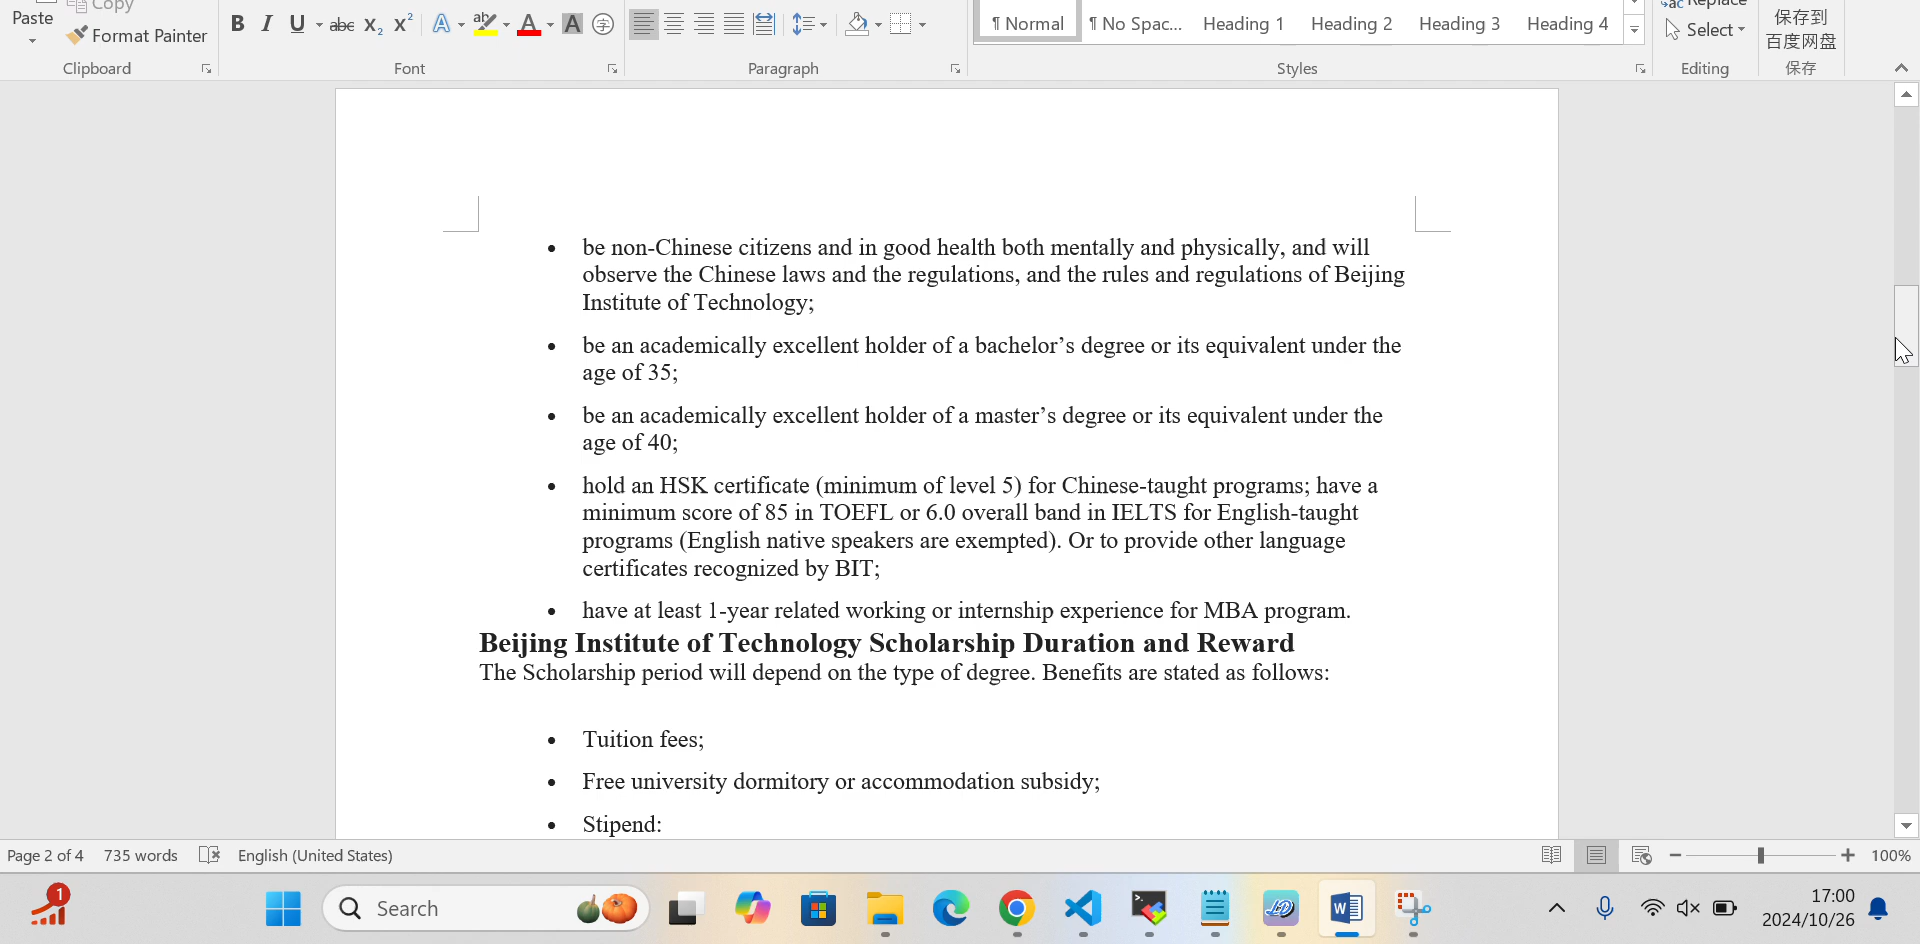 Paste
Copy
Format Painter
Clipboard
B I U abc X₂ X² A ab A A 字
Font
Paragraph
¶ Normal
¶ No Spac...
Heading 1
Heading 2
Heading 3
Heading 4
Styles
Replace
Select
Editing
保存到
百度网盘
保存
• be non-Chinese citizens and in good health both mentally and physically, and will
observe the Chinese laws and the regulations, and the rules and regulations of Beijing
Institute of Technology;
• be an academically excellent holder of a bachelor’s degree or its equivalent under the
age of 35;
• be an academically excellent holder of a master’s degree or its equivalent under the
age of 40;
• hold an HSK certificate (minimum of level 5) for Chinese-taught programs; have a
minimum score of 85 in TOEFL or 6.0 overall band in IELTS for English-taught
programs (English native speakers are exempted). Or to provide other language
certificates recognized by BIT;
• have at least 1-year related working or internship experience for MBA program.
Beijing Institute of Technology Scholarship Duration and Reward
The Scholarship period will depend on the type of degree. Benefits are stated as follows:
• Tuition fees;
• Free university dormitory or accommodation subsidy;
• Stipend:
Page 2 of 4 735 words English (United States) 100%
1
Search
17:00
2024/10/26